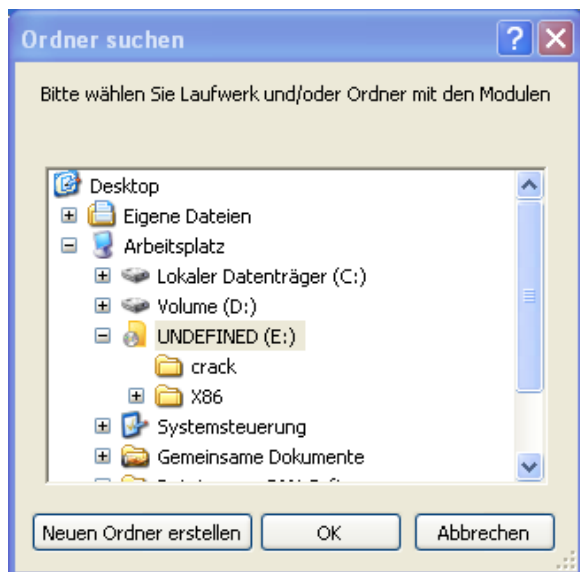 Ordner suchen
Bitte wählen Sie Laufwerk und/oder Ordner mit den Modulen
Desktop
Eigene Dateien
Arbeitsplatz
Lokaler Datenträger (C:)
Volume (D:)
UNDEFINED (E:)
crack
X86
Systemsteuerung
Gemeinsame Dokumente
Neuen Ordner erstellen OK Abbrechen